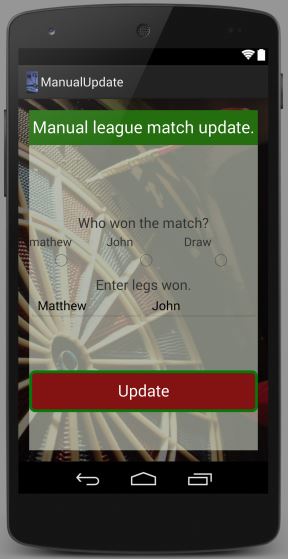 ManualUpdate
Manual league match update.
Who won the match?
mathew John Draw
Enter legs won.
Matthew John
Update